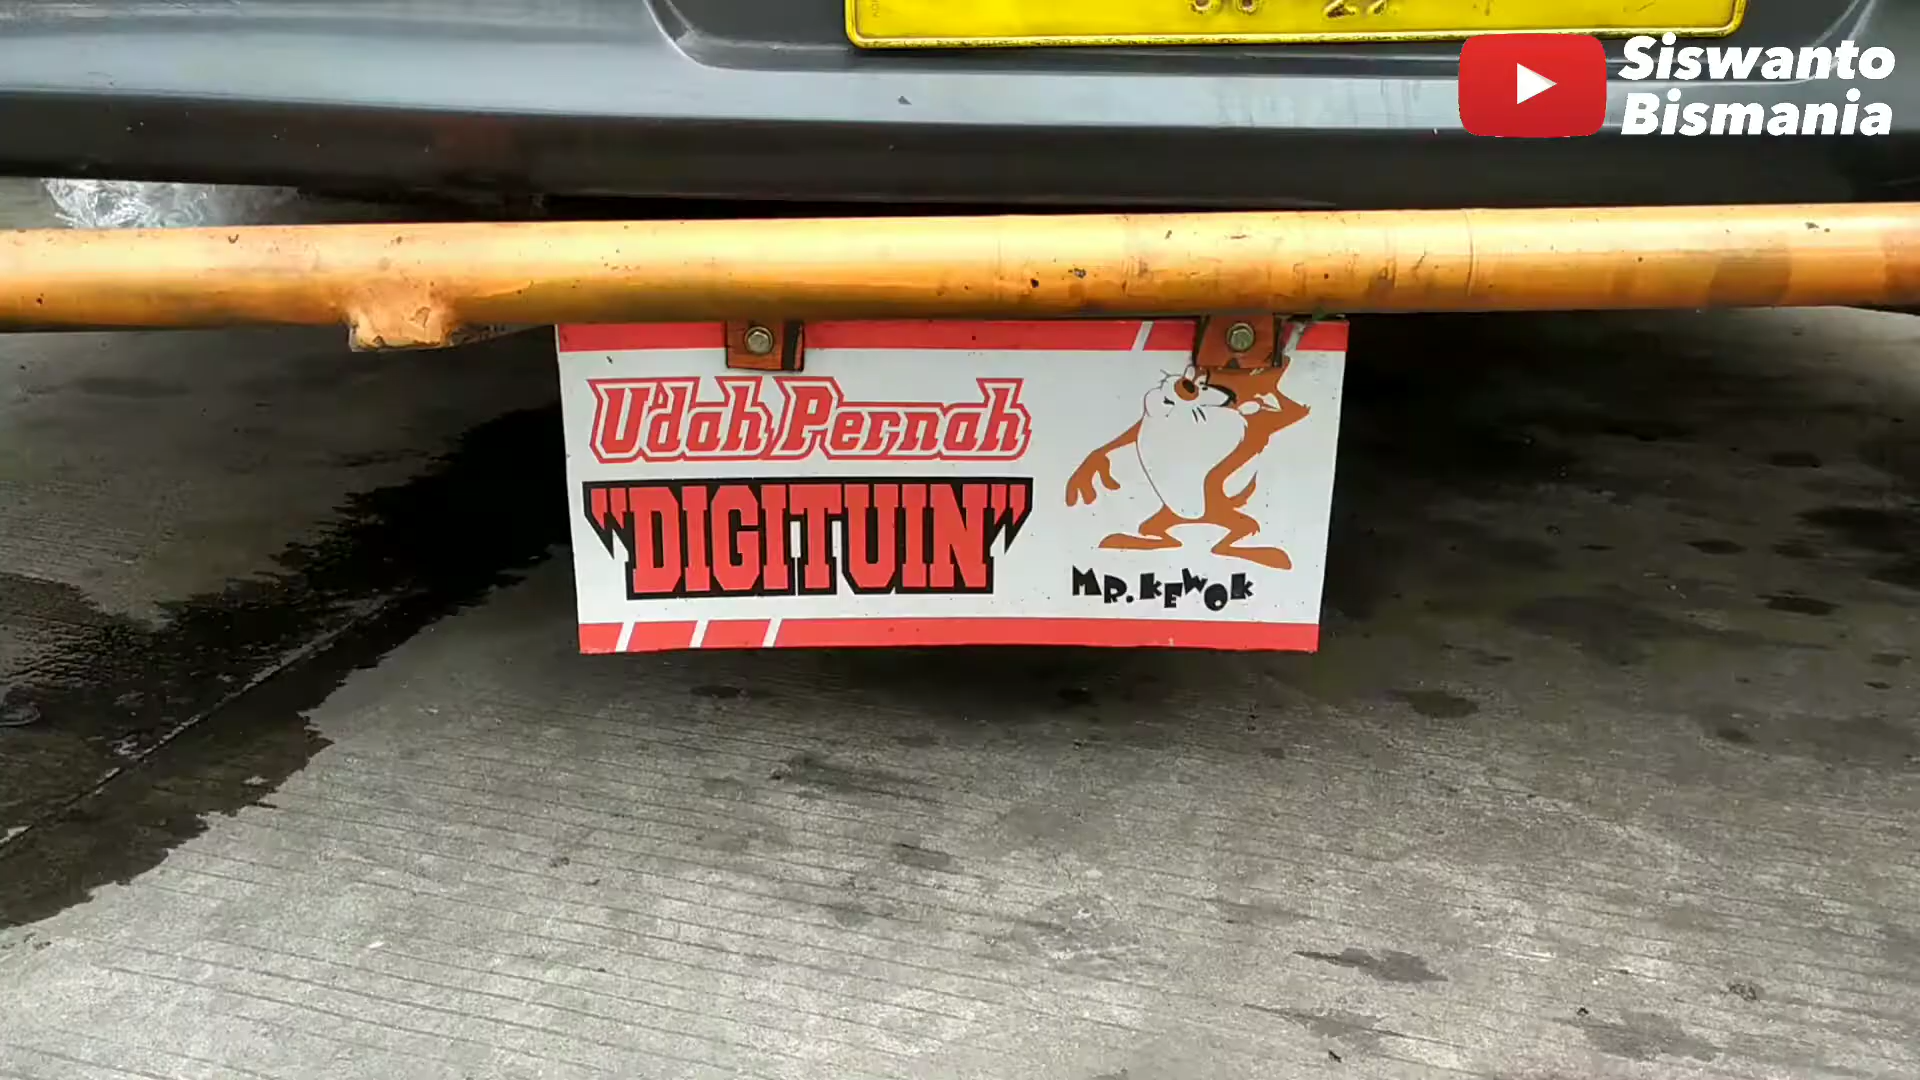 Siswanto
Bismania
Udah Pernah
"DIGITUIN"
MR. KEWOK